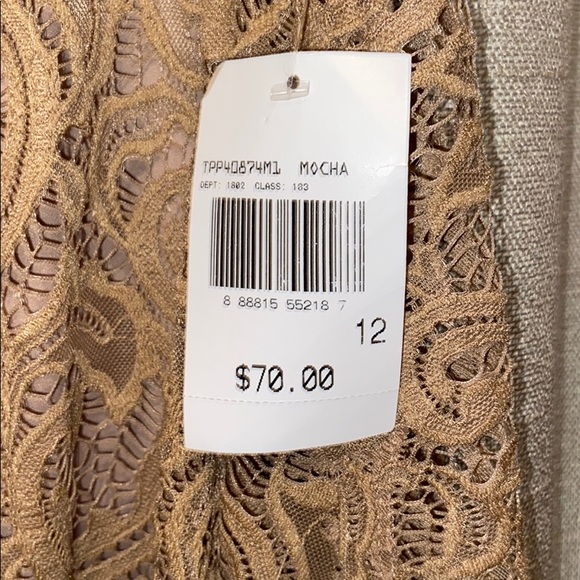 TPP40874M1 MOCHA
DEPT: 1802 CLASS: 183
8 88815 55218 7
12
$70.00